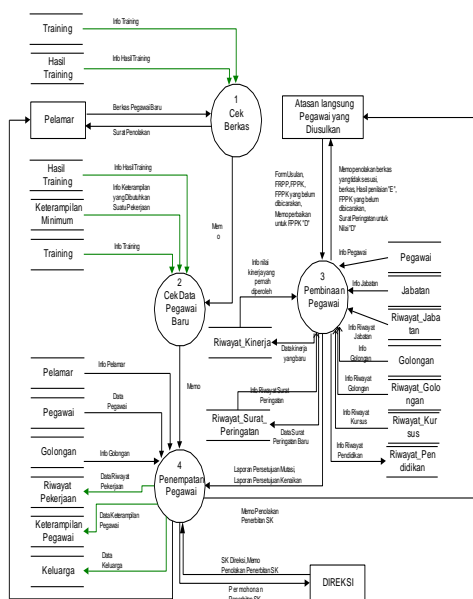 Training
Info Training
Hasil
Training
Info Hasil Training
1
Cek
Berkas
Pelamar
Berkas Pegawai Baru
Surat Penolakan
Atasan langsung
Pegawai yang
Diusulkan
Hasil
Training
Info Hasil Training
Keterampilan
Minimum
Info Keterampilan
yang Dibutuhkan
Suatu Pekerjaan
Training
Info Training
Mem
o
2
Cek Data
Pegawai
Baru
Form Usulan,
FRPP, FPPK,
FPPK yang belum
dibicarakan,
Memo perbaikan
untuk FPPK "D"
Memo penolakan berkas
yang tidak sesuai,
berkas, Hasil penilaian "E",
FPPK yang belum
dibicarakan,
Surat Peringatan untuk
Nilai "D"
Info nilai
kinerja yang
pernah
diperoleh
3
Pembinaan
Pegawai
Info Pegawai
Pegawai
Info Jabatan
Jabatan
Info Riwayat
Jabatan
Riwayat_Jaba
tan
Info
Golongan
Golongan
Info Riwayat
Golongan
Riwayat_Golo
ngan
Info Riwayat
Kursus
Riwayat_Kur
sus
Info Riwayat
Pendidikan
Riwayat_Pen
didikan
Riwayat_Kinerja
Data kinerja
yang baru
Info Riwayat Surat
Peringatan
Riwayat_Surat_
Peringatan
Data Surat
Peringatan Baru
Pelamar
Info Pelamar
Memo
Pegawai
Data
Pegawai
Golongan
Info Golongan
4
Penempatan
Pegawai
Laporan Persetujuan Mutasi,
Laporan Persetujuan Kenaikan
Riwayat
Pekerjaan
Data Riwayat
Pekerjaan
Keterampilan
Pegawai
Data Keterampilan
Pegawai
Keluarga
Data
Keluarga
Memo Penolakan
Penerbitan SK
SK Direksi, Memo
Penolakan Penerbitan SK
DIREKSI
Permohonan
Penerbitan SK